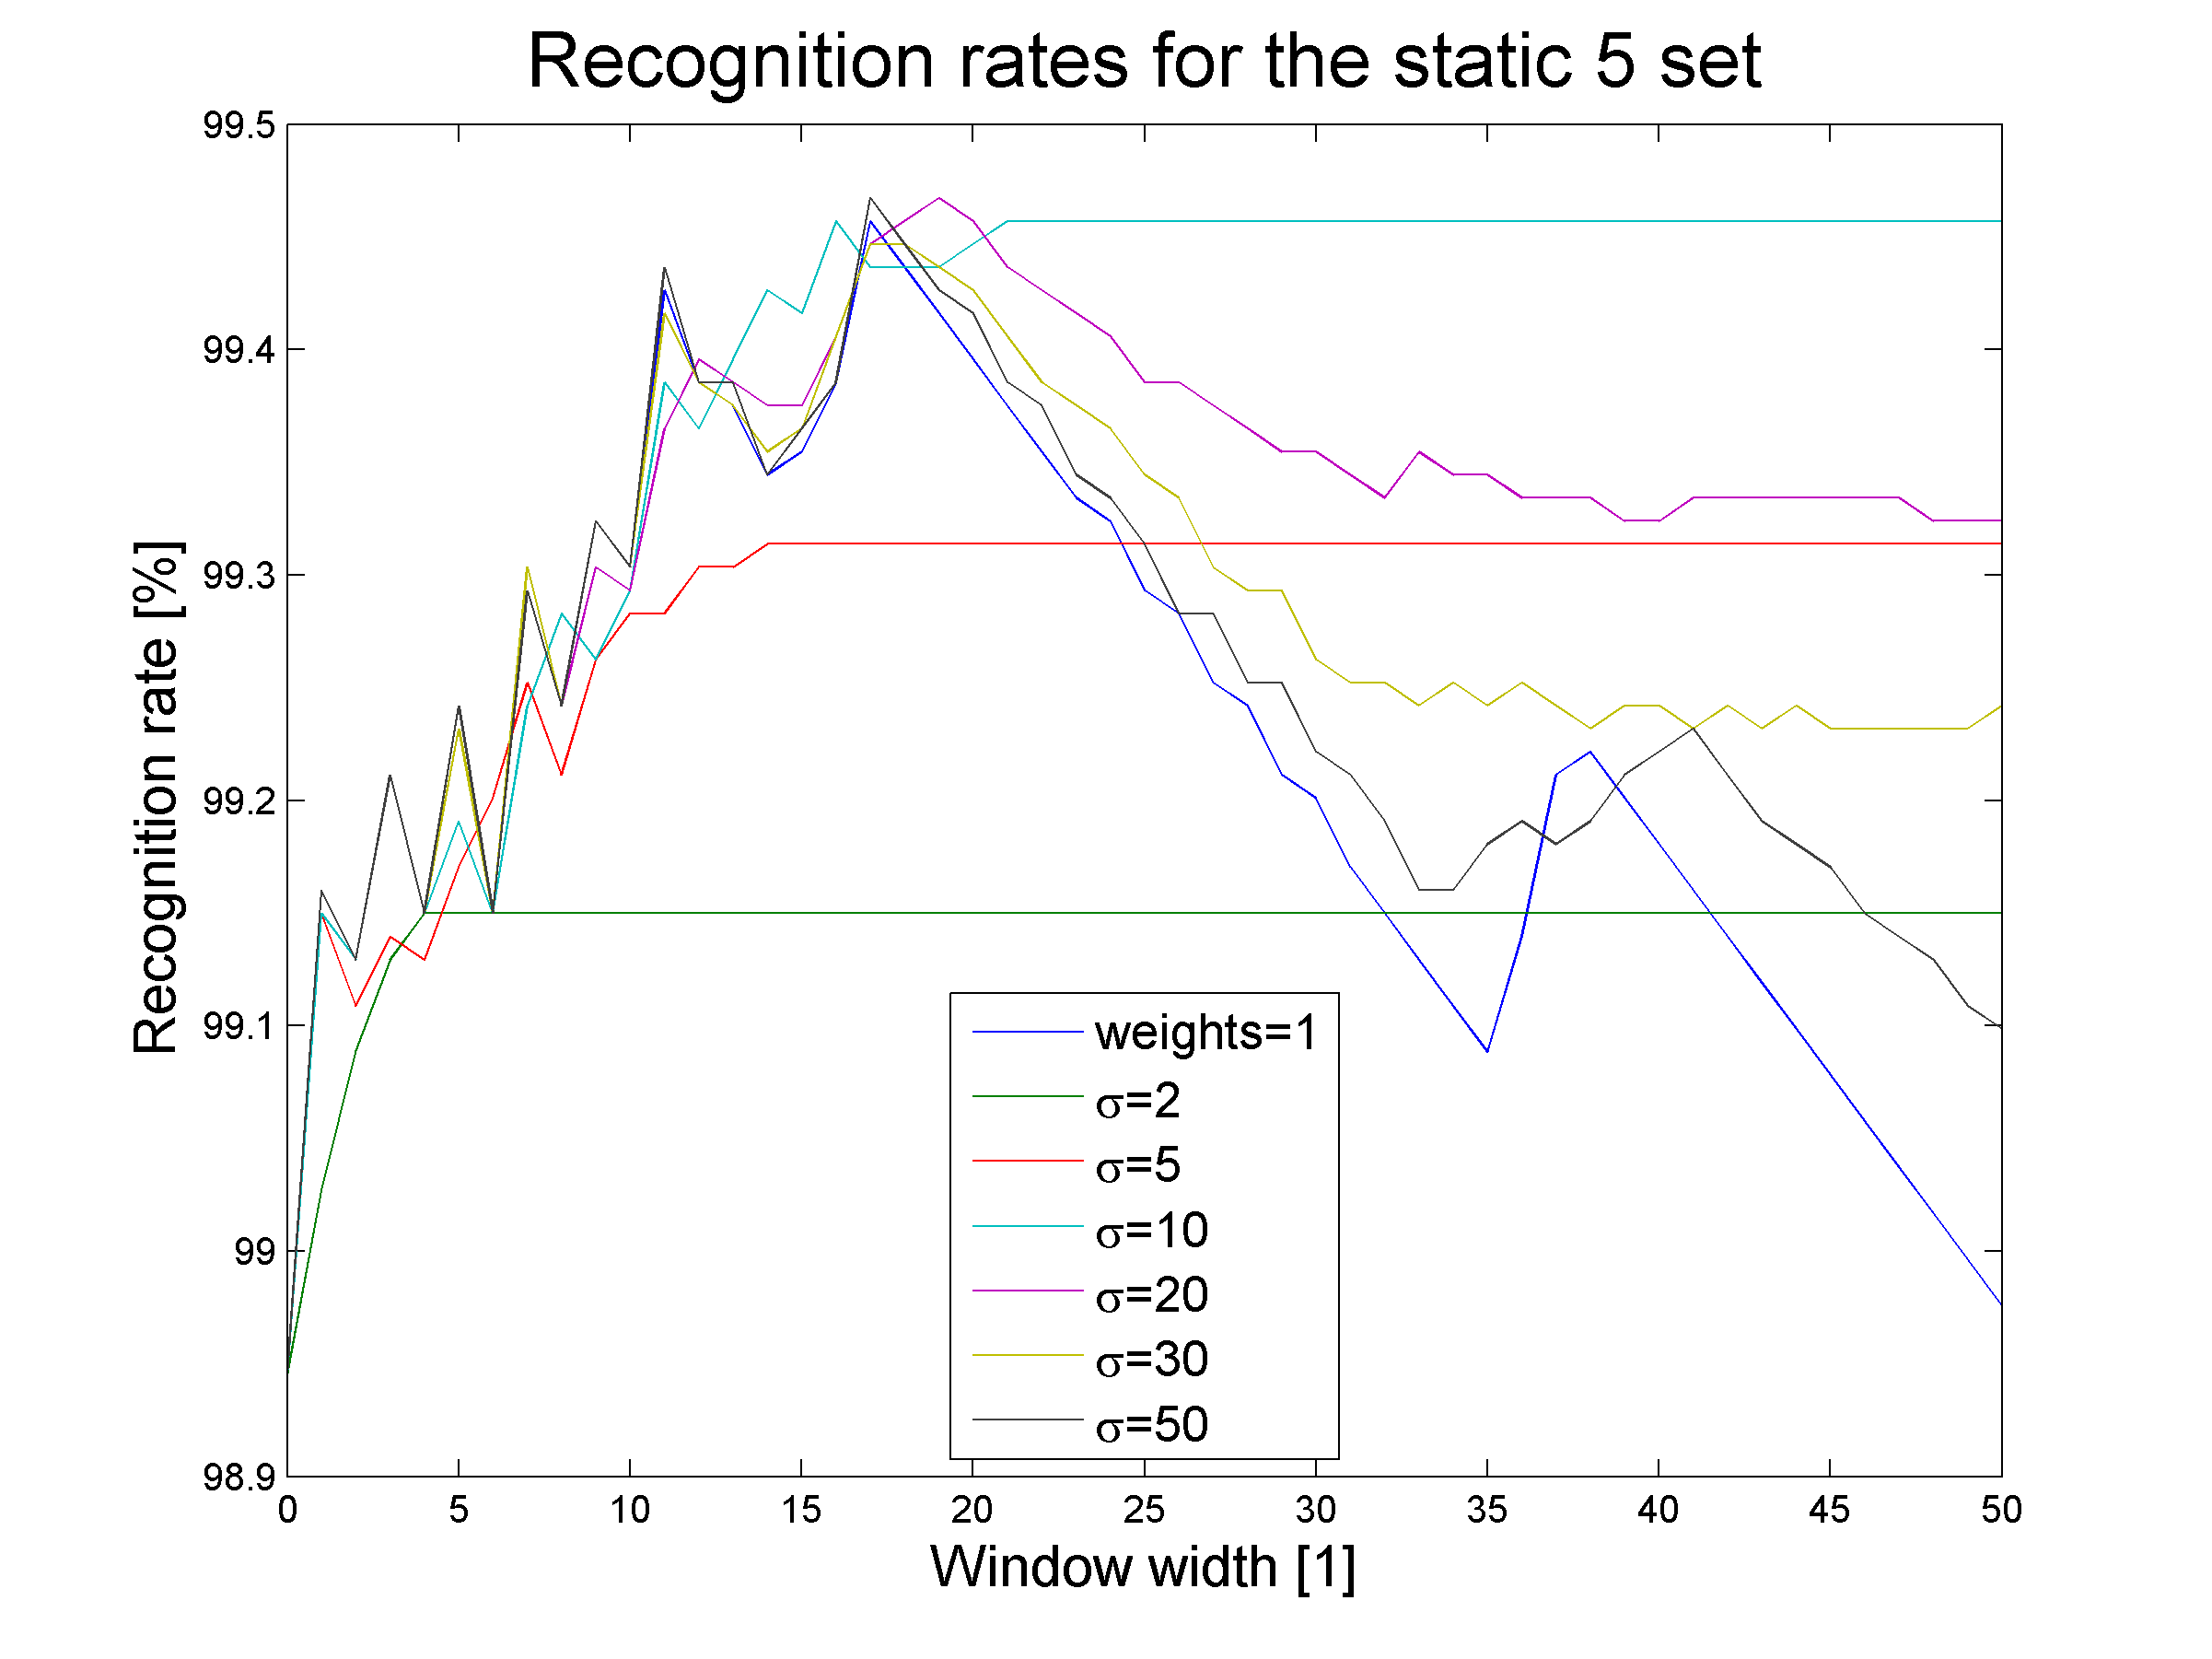 Recognition rates for the static 5 set
99.5
99.4
99.3
99.2
99.1
99
98.9
Recognition rate [%]
weights=1
σ=2
σ=5
σ=10
σ=20
σ=30
σ=50
0 5 10 15 20 25 30 35 40 45 50
Window width [1]